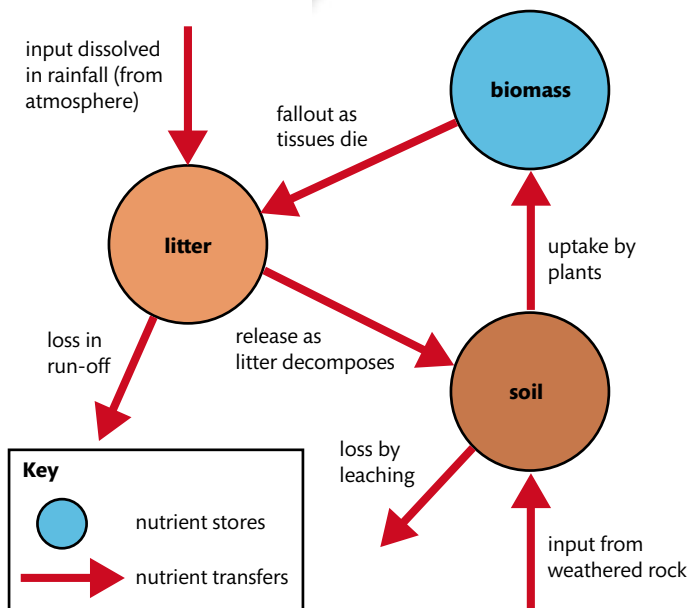 input dissolved
in rainfall (from
atmosphere)
biomass
fallout as
tissues die
litter
uptake by
plants
loss in
run-off
release as
litter decomposes
soil
loss by
leaching
Key
nutrient stores
nutrient transfers
input from
weathered rock